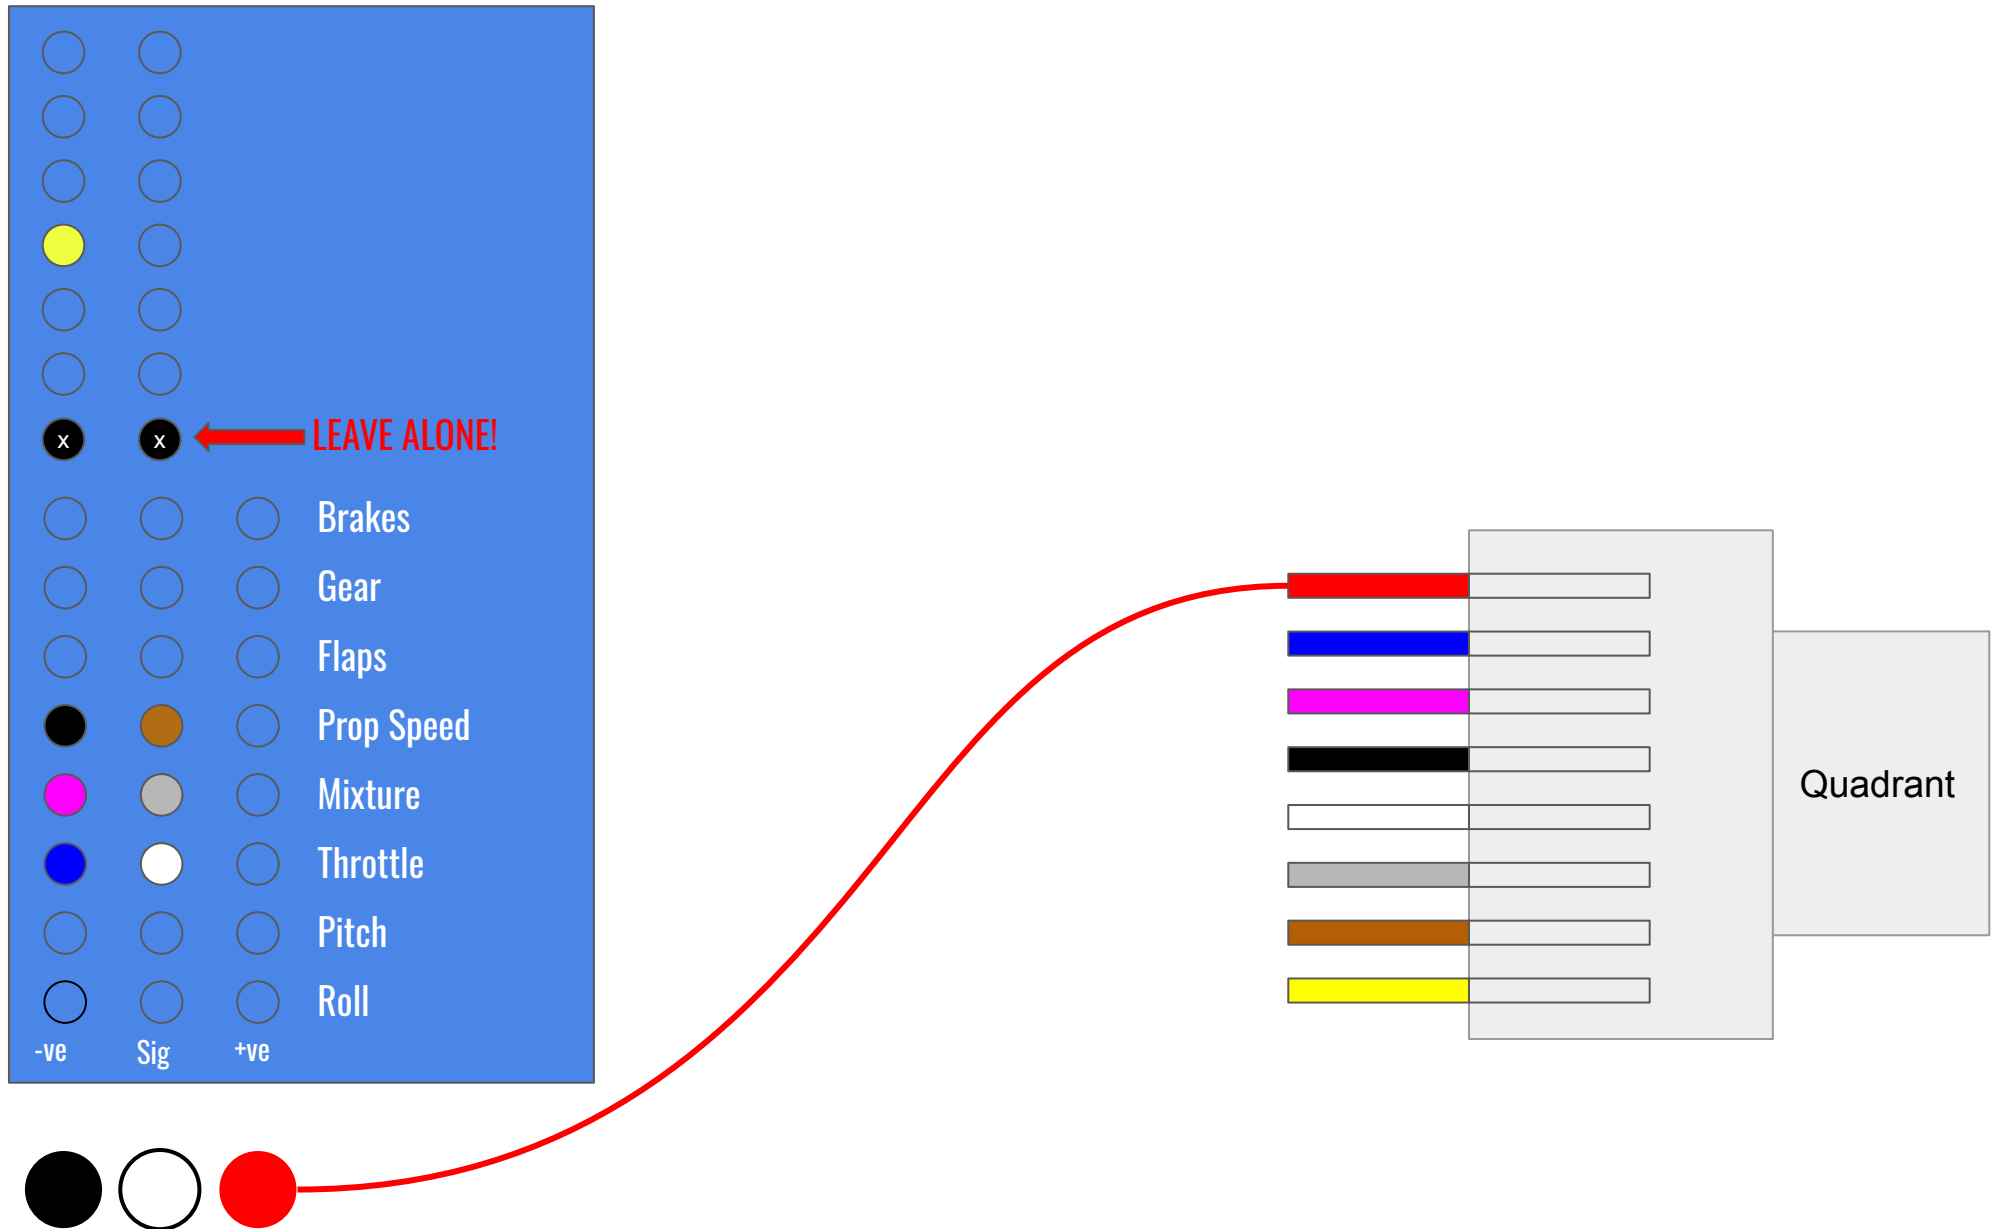 x x
LEAVE ALONE!
Brakes
Gear
Flaps
Prop Speed
Mixture
Throttle
Pitch
Roll
-ve Sig +ve
Quadrant